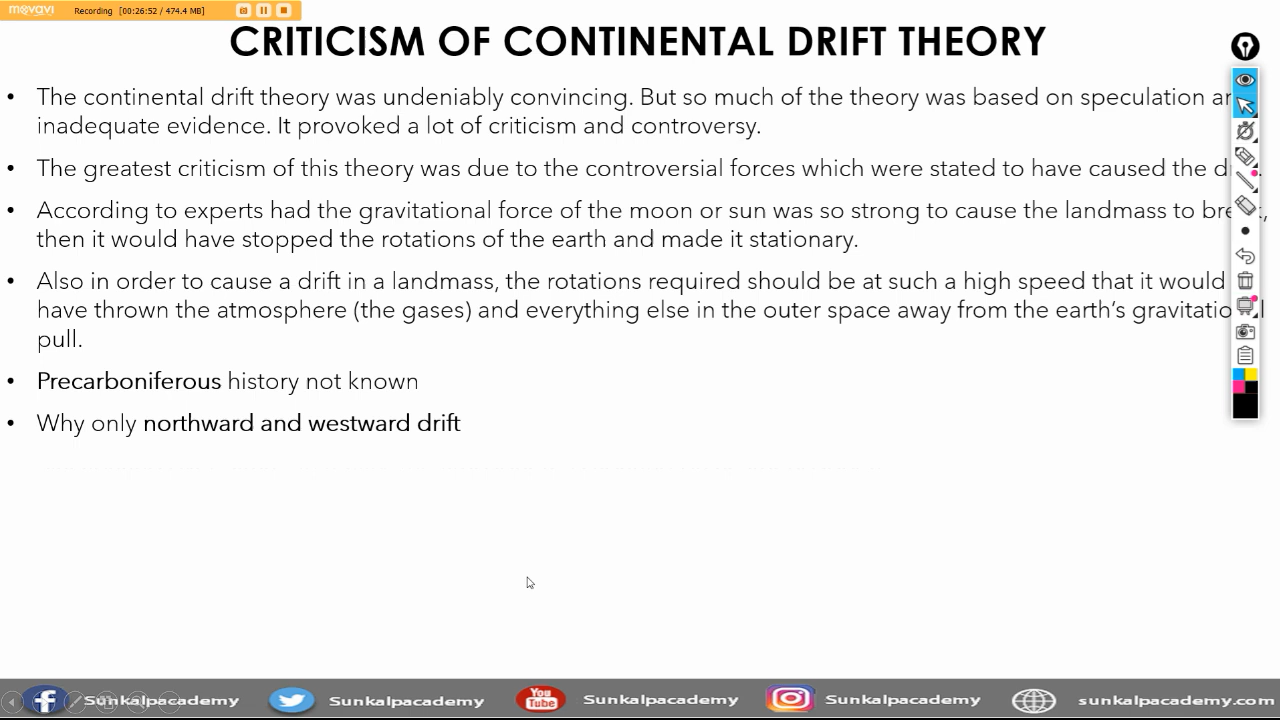 movavi Recording [00:26:52 / 474.4 MB]
CRITICISM OF CONTINENTAL DRIFT THEORY
• The continental drift theory was undeniably convincing. But so much of the theory was based on speculation
inadequate evidence. It provoked a lot of criticism and controversy.
• The greatest criticism of this theory was due to the controversial forces which were stated to have caused the
• According to experts had the gravitational force of the moon or sun was so strong to cause the landmass to
then it would have stopped the rotations of the earth and made it stationary.
• Also in order to cause a drift in a landmass, the rotations required should be at such a high speed that it would
have thrown the atmosphere (the gases) and everything else in the outer space away from the earth‘s
pull.
• Precarboniferous history not known
• Why only northward and westward drift
Sunkalpacademy Sunkalpacademy You Tube Sunkalpacademy Sunkalpacademy sunkalpacademy.com